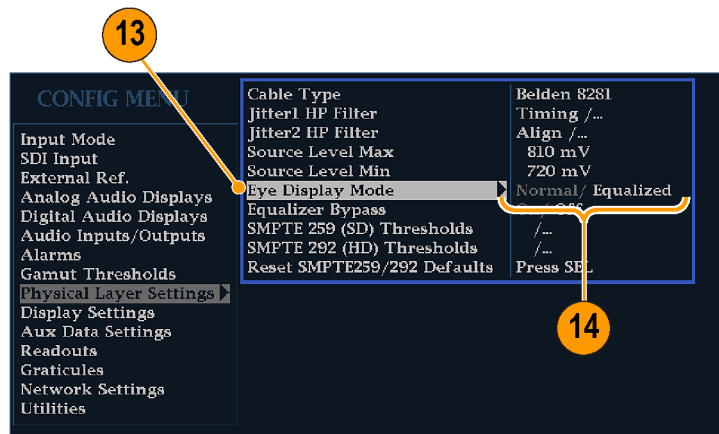 13
CONFIG MENU
Input Mode
SDI Input
External Ref.
Analog Audio Displays
Digital Audio Displays
Audio Inputs/Outputs
Alarms
Gamut Thresholds
Physical Layer Settings
Display Settings
Aux Data Settings
Readouts
Graticules
Network Settings
Utilities
Cable Type Belden 8281
Jitter1 HP Filter Timing /...
Jitter2 HP Filter Align /...
Source Level Max 810 mV
Source Level Min 720 mV
Eye Display Mode Normal/ Equalized
Equalizer Bypass On/ Off
SMPTE 259 (SD) Thresholds /...
SMPTE 292 (HD) Thresholds /...
Reset SMPTE259/292 Defaults Press SEL
14